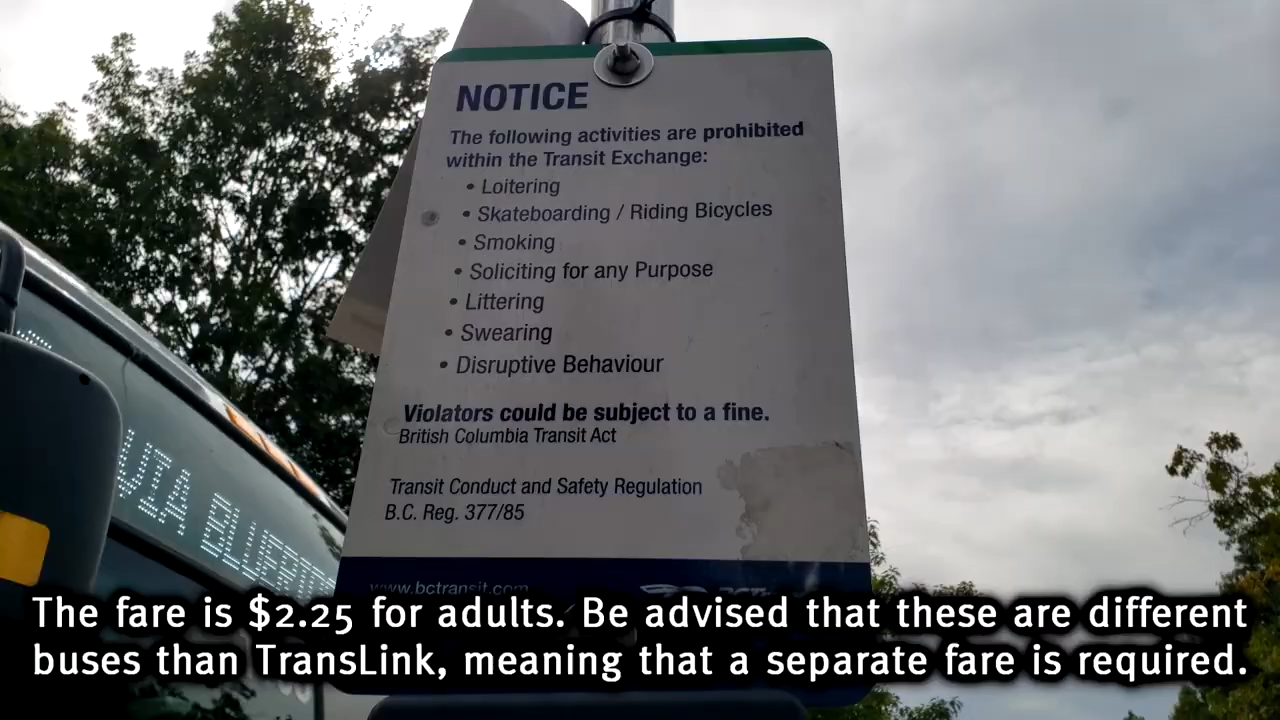 NOTICE
The following activities are prohibited
within the Transit Exchange:
• Loitering
• Skateboarding / Riding Bicycles
• Smoking
• Soliciting for any Purpose
• Littering
• Swearing
• Disruptive Behaviour
Violators could be subject to a fine.
British Columbia Transit Act
Transit Conduct and Safety Regulation
B.C. Reg. 377/85
www.bctransit.com
VIA
The fare is $2.25 for adults. Be advised that these are different
buses than TransLink, meaning that a separate fare is required.